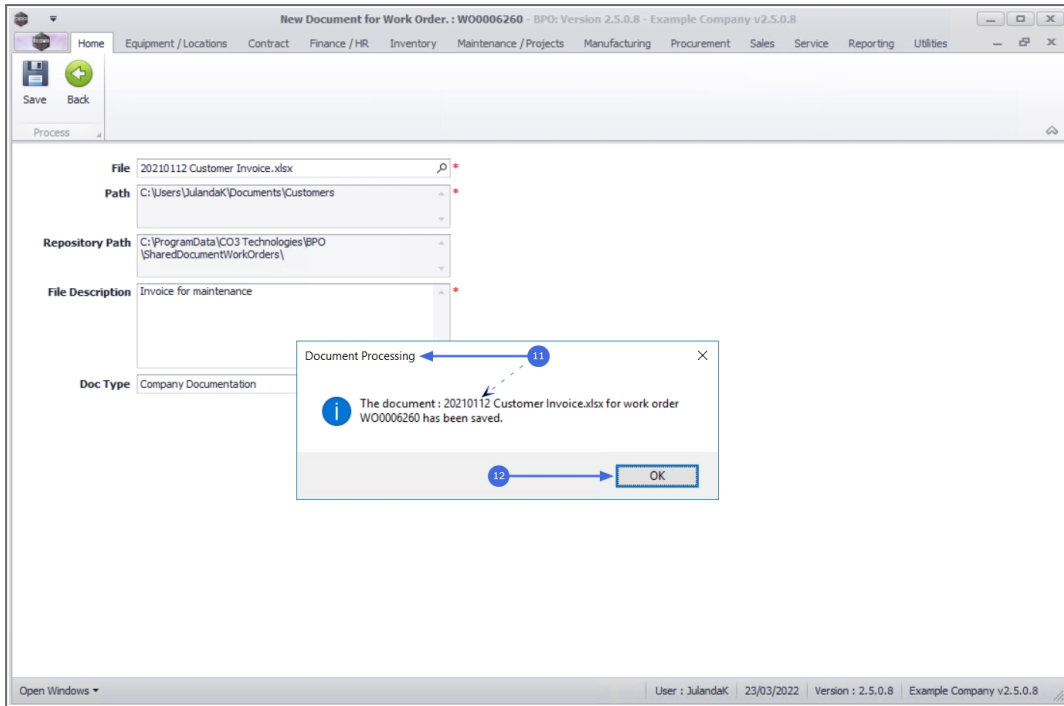 New Document for Work Order. : WO0006260 - BPO: Version 2.5.0.8 - Example Company v2.5.0.8
Home Equipment / Locations Contract Finance / HR Inventory Maintenance / Projects Manufacturing Procurement Sales Service Reporting Utilities
Save Back
Process
File 20210112 Customer Invoice.xlsx *
Path C:\Users\JulandaK\Documents\Customers *
Repository Path C:\ProgramData\CO3 Technologies\BPO
\SharedDocumentWorkOrders\
File Description Invoice for maintenance *
Document Processing 11
Doc Type Company Documentation
The document : 20210112 Customer Invoice.xlsx for work order
WO0006260 has been saved.
12 OK
Open Windows User : JulandaK 23/03/2022 Version : 2.5.0.8 Example Company v2.5.0.8